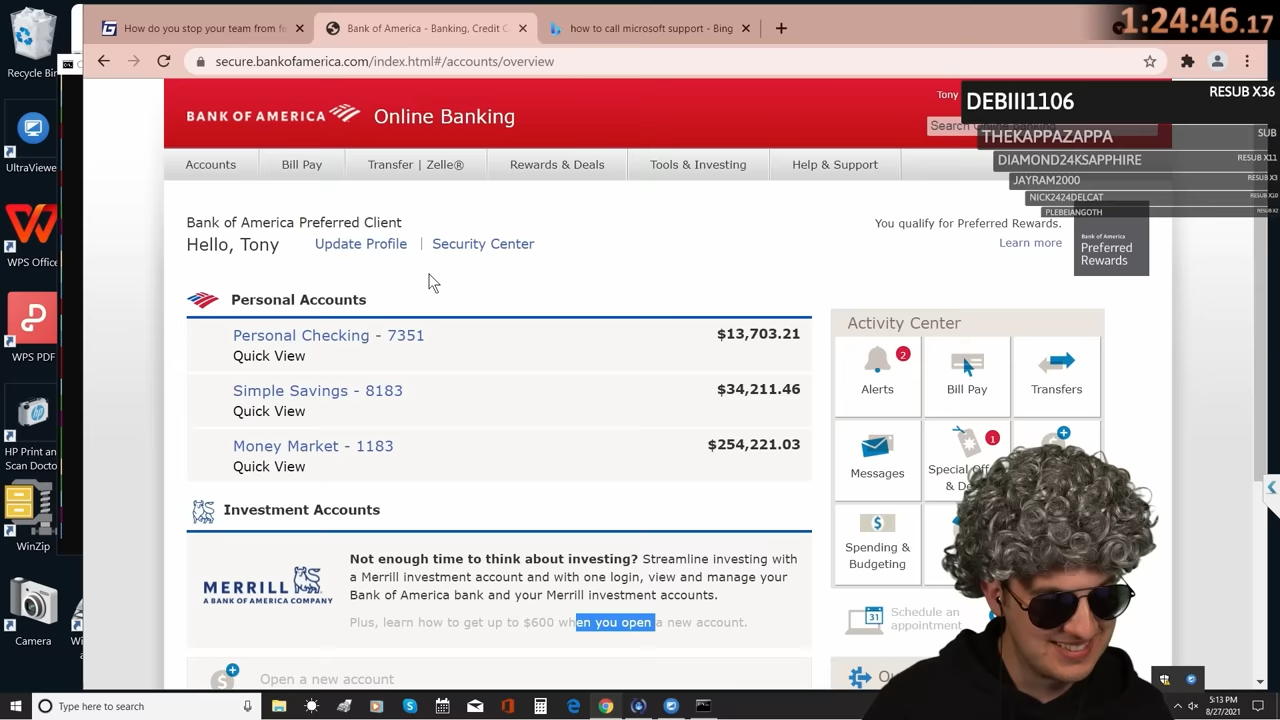 1:24:46.17
How do you stop your team from fe
Bank of America - Banking, Credit C
how to call microsoft support - Bing
secure.bankofamerica.com/index.html#/accounts/overview
Recycle Bin
UltraViewer
WPS Office
WPS PDF
HP Print and
Scan Doctor
WinZip
Camera
BANK OF AMERICA
Online Banking
Tony
DEBIII1106
RESUB X36
THEKAPPAZAPPA
SUB
DIAMOND24KSAPPHIRE
RESUB X11
JAYRAM2000
RESUB X3
NICK2424DELCAT
RESUB X10
PLEBEIANGOTH
RESUB X2
Accounts
Bill Pay
Transfer | Zelle®
Rewards & Deals
Tools & Investing
Help & Support
Bank of America Preferred Client
Hello, Tony
Update Profile
Security Center
You qualify for Preferred Rewards.
Learn more
Bank of America
Preferred
Rewards
Personal Accounts
Personal Checking - 7351
$13,703.21
Quick View
Simple Savings - 8183
$34,211.46
Quick View
Money Market - 1183
$254,221.03
Quick View
Investment Accounts
MERRILL
A BANK OF AMERICA COMPANY
Not enough time to think about investing? Streamline investing with
a Merrill investment account and with one login, view and manage your
Bank of America bank and your Merrill investment accounts.
Plus, learn how to get up to $600 when you open a new account.
Open a new account
Activity Center
Alerts
2
Bill Pay
Transfers
Messages
1
Special Off
& De
Spending &
Budgeting
31
Schedule an
appointment
Type here to search
5:13 PM
8/27/2021